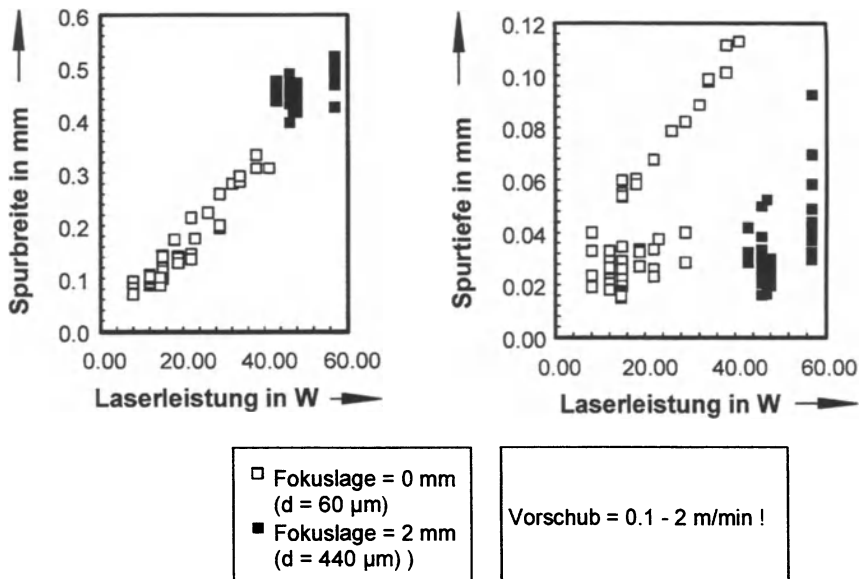 0.6
0.5
0.4
0.3
0.2
0.1
0.0
Spurbreite in mm
0.00 20.00 40.00 60.00
Laserleistung in W
0.12
0.10
0.08
0.06
0.04
0.02
0.00
Spurtiefe in mm
0.00 20.00 40.00 60.00
Laserleistung in W
Fokuslage = 0 mm
(d = 60 µm)
Fokuslage = 2 mm
(d = 440 µm) )
Vorschub = 0.1 - 2 m/min !